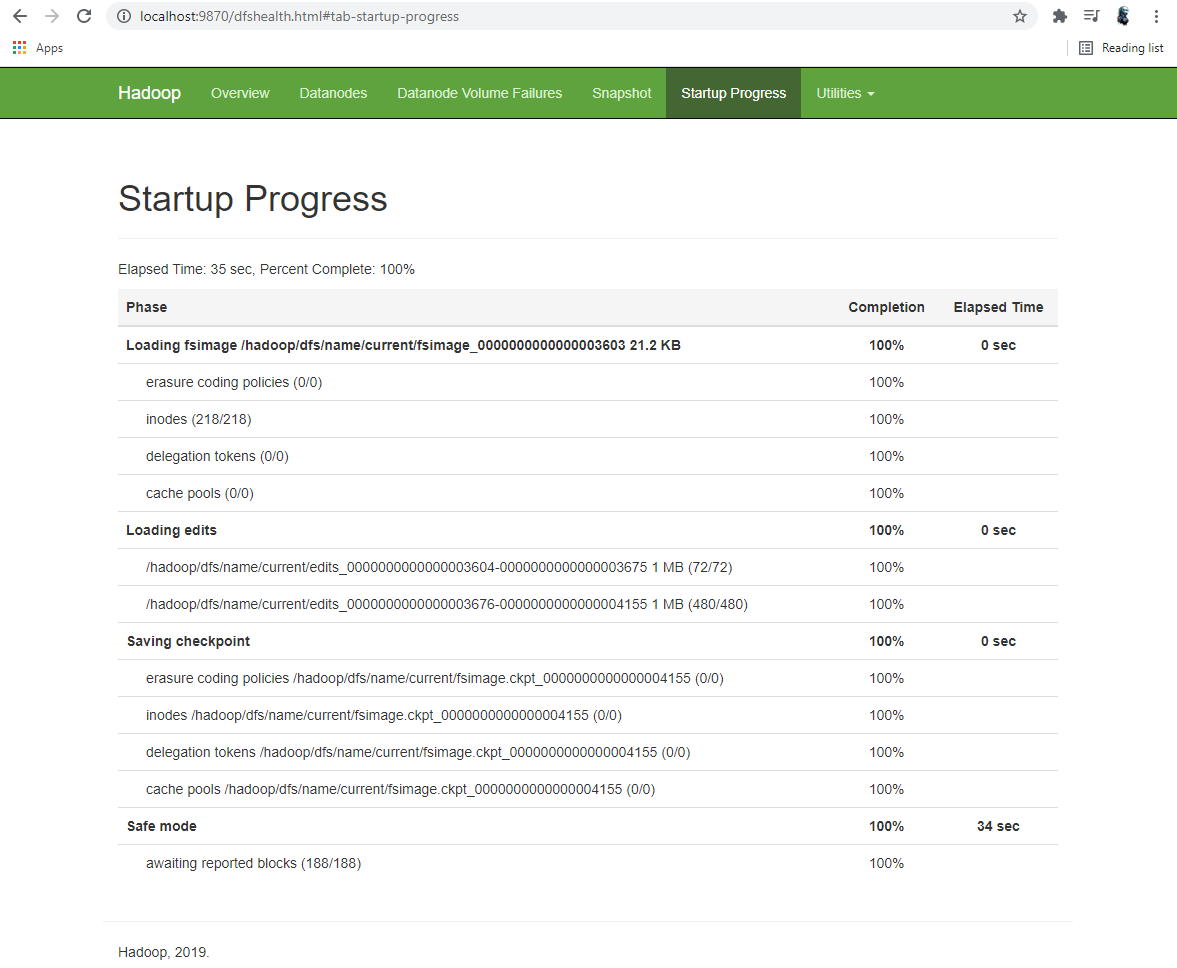 localhost:9870/dfshealth.html#tab-startup-progress
Apps Reading list
Hadoop Overview Datanodes Datanode Volume Failures Snapshot Startup Progress Utilities
Startup Progress
Elapsed Time: 35 sec, Percent Complete: 100%
Phase Completion Elapsed Time
Loading fsimage /hadoop/dfs/name/current/fsimage_0000000000000003603 21.2 KB 100% 0 sec
erasure coding policies (0/0) 100%
inodes (218/218) 100%
delegation tokens (0/0) 100%
cache pools (0/0) 100%
Loading edits 100% 0 sec
/hadoop/dfs/name/current/edits_0000000000000003604-0000000000000003675 1 MB (72/72) 100%
/hadoop/dfs/name/current/edits_0000000000000003676-0000000000000004155 1 MB (480/480) 100%
Saving checkpoint 100% 0 sec
erasure coding policies /hadoop/dfs/name/current/fsimage.ckpt_0000000000000004155 (0/0) 100%
inodes /hadoop/dfs/name/current/fsimage.ckpt_0000000000000004155 (0/0) 100%
delegation tokens /hadoop/dfs/name/current/fsimage.ckpt_0000000000000004155 (0/0) 100%
cache pools /hadoop/dfs/name/current/fsimage.ckpt_0000000000000004155 (0/0) 100%
Safe mode 100% 34 sec
awaiting reported blocks (188/188) 100%
Hadoop, 2019.